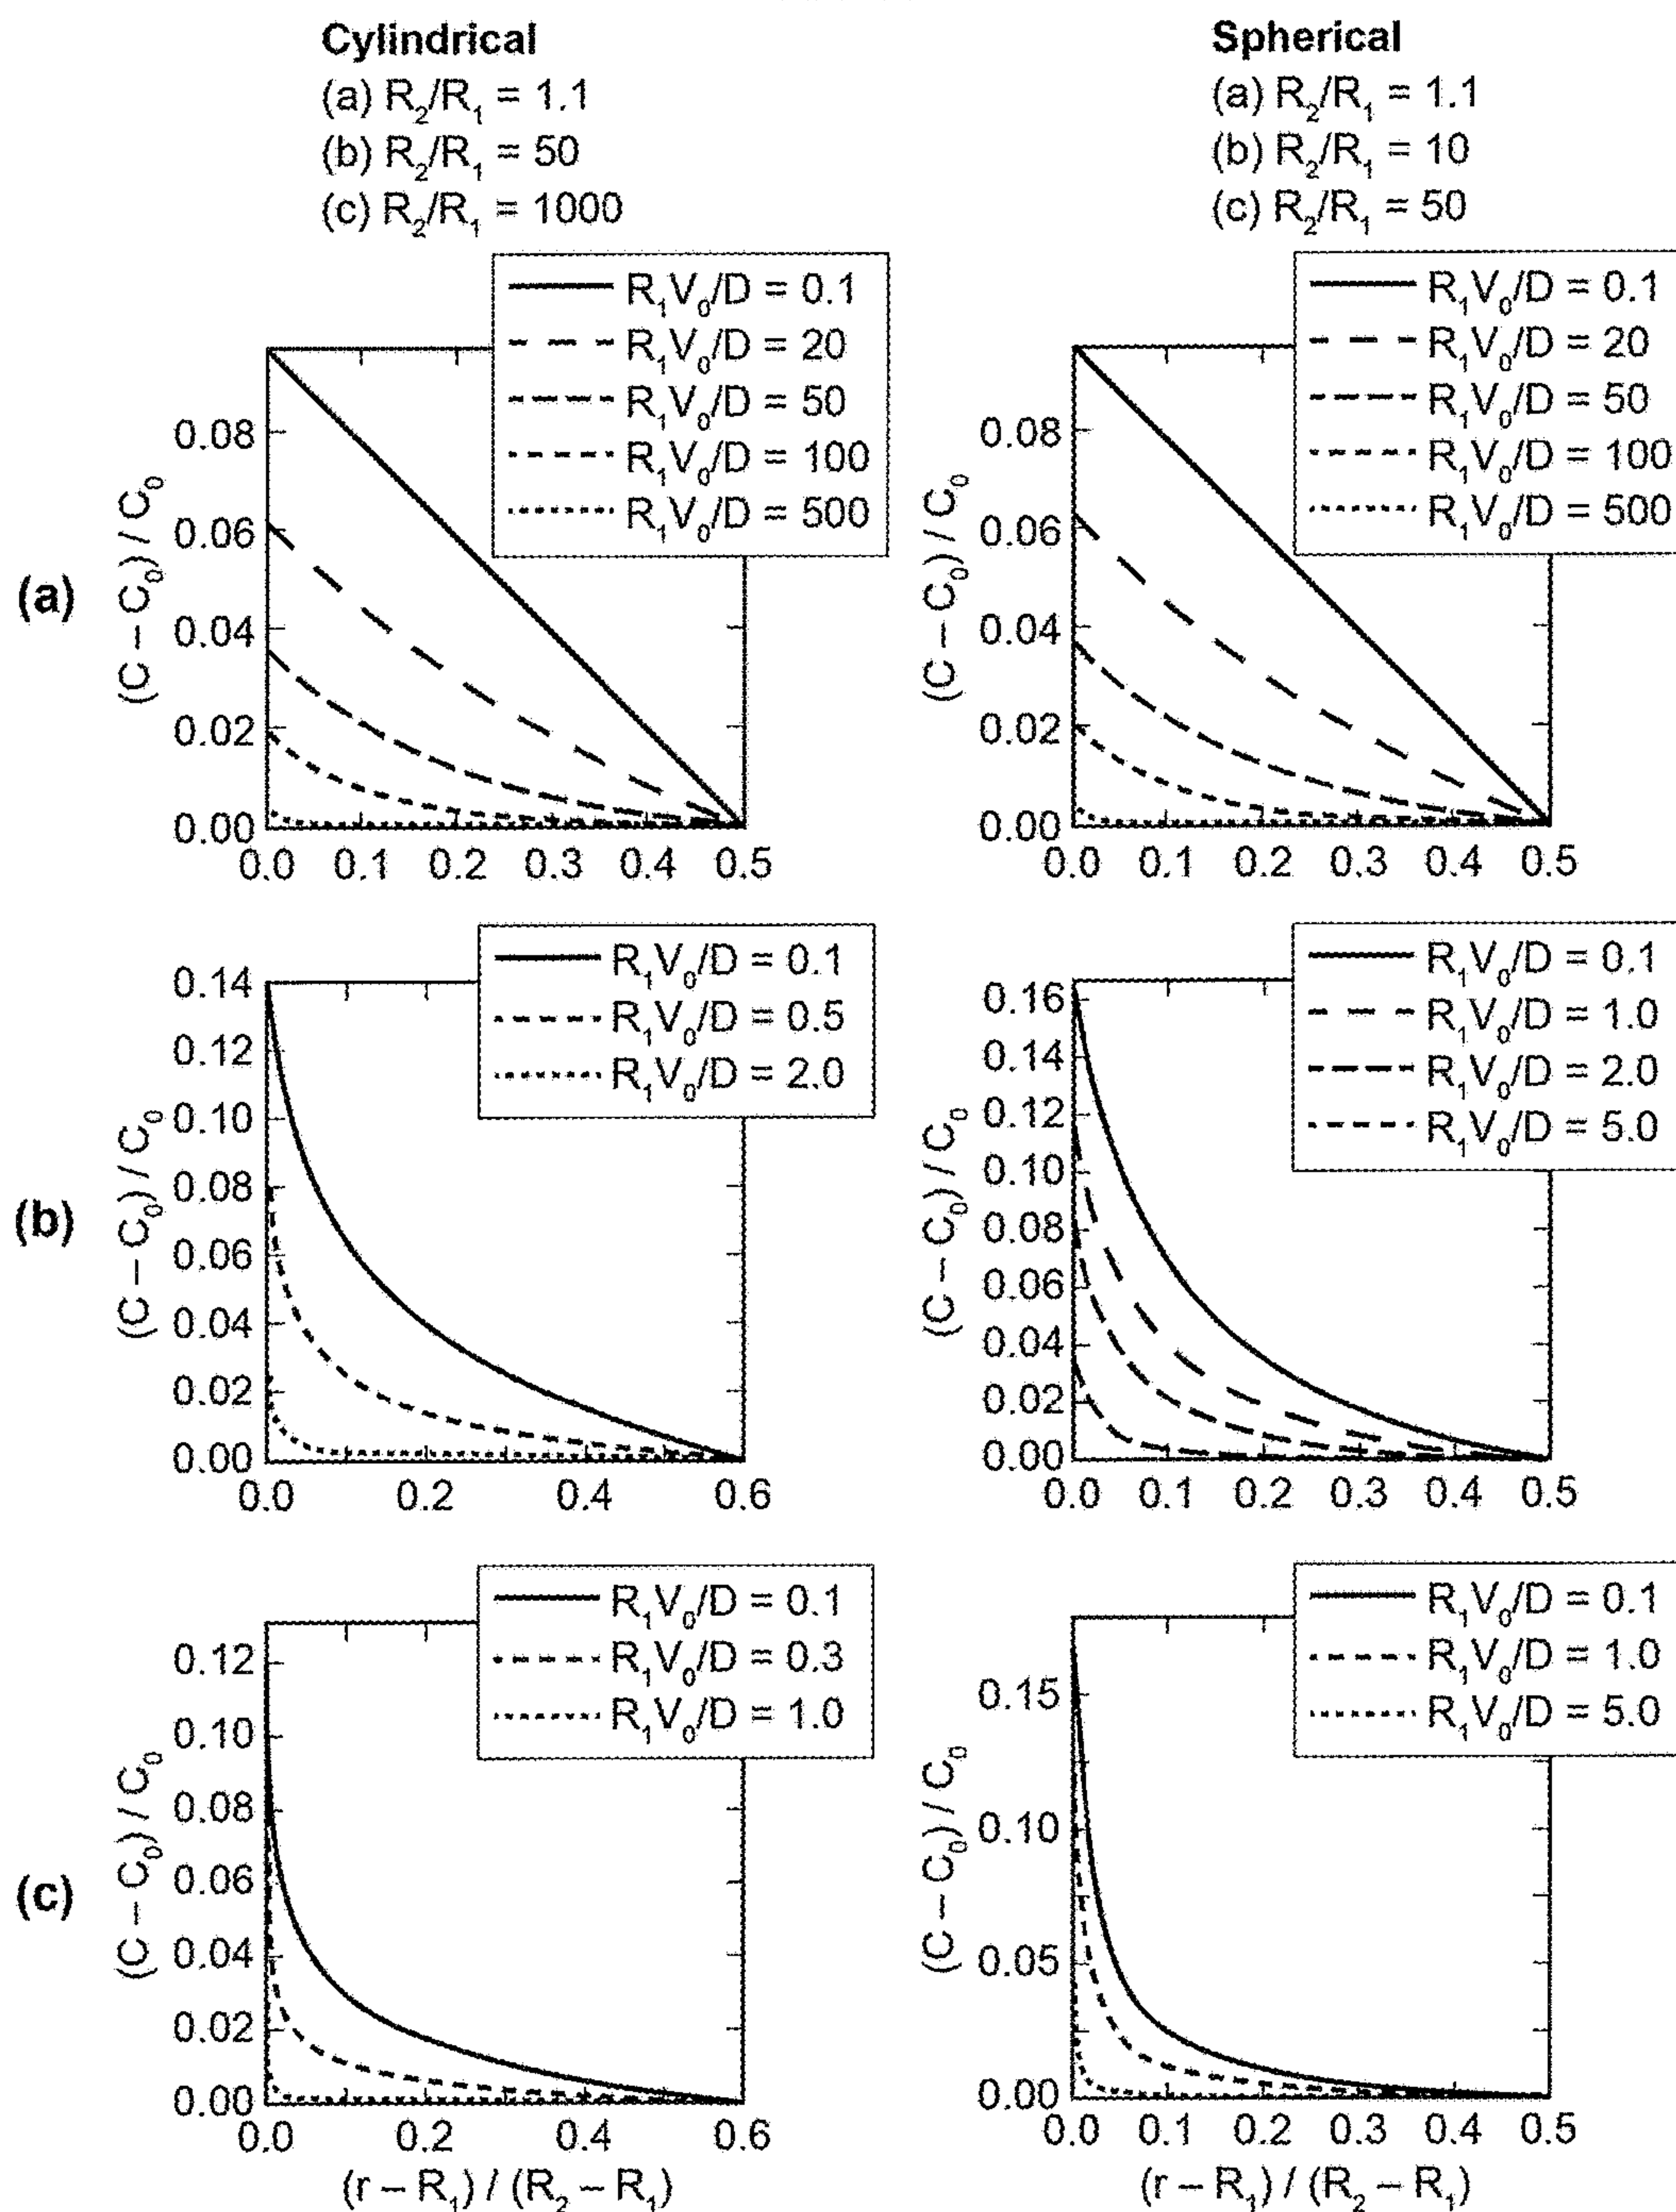 Cylindrical
(a) R₂/R₁ = 1.1
(b) R₂/R₁ = 50
(c) R₂/R₁ = 1000
Spherical
(a) R₂/R₁ = 1.1
(b) R₂/R₁ = 10
(c) R₂/R₁ = 50
(a)
(C – C₀) / C₀
0.08
0.06
0.04
0.02
0.00
0.0 0.1 0.2 0.3 0.4 0.5
R₁V₀/D = 0.1
R₁V₀/D = 20
R₁V₀/D = 50
R₁V₀/D = 100
R₁V₀/D = 500
(C – C₀) / C₀
0.08
0.06
0.04
0.02
0.00
0.0 0.1 0.2 0.3 0.4 0.5
R₁V₀/D = 0.1
R₁V₀/D = 20
R₁V₀/D = 50
R₁V₀/D = 100
R₁V₀/D = 500
(b)
(C – C₀) / C₀
0.14
0.12
0.10
0.08
0.06
0.04
0.02
0.00
0.0 0.2 0.4 0.6
R₁V₀/D = 0.1
R₁V₀/D = 0.5
R₁V₀/D = 2.0
(C – C₀) / C₀
0.16
0.14
0.12
0.10
0.08
0.06
0.04
0.02
0.00
0.0 0.1 0.2 0.3 0.4 0.5
R₁V₀/D = 0.1
R₁V₀/D = 1.0
R₁V₀/D = 2.0
R₁V₀/D = 5.0
(c)
(C – C₀) / C₀
0.12
0.10
0.08
0.06
0.04
0.02
0.00
0.0 0.2 0.4 0.6
(r – R₁) / (R₂ – R₁)
R₁V₀/D = 0.1
R₁V₀/D = 0.3
R₁V₀/D = 1.0
(C – C₀) / C₀
0.15
0.10
0.05
0.00
0.0 0.1 0.2 0.3 0.4 0.5
(r – R₁) / (R₂ – R₁)
R₁V₀/D = 0.1
R₁V₀/D = 1.0
R₁V₀/D = 5.0